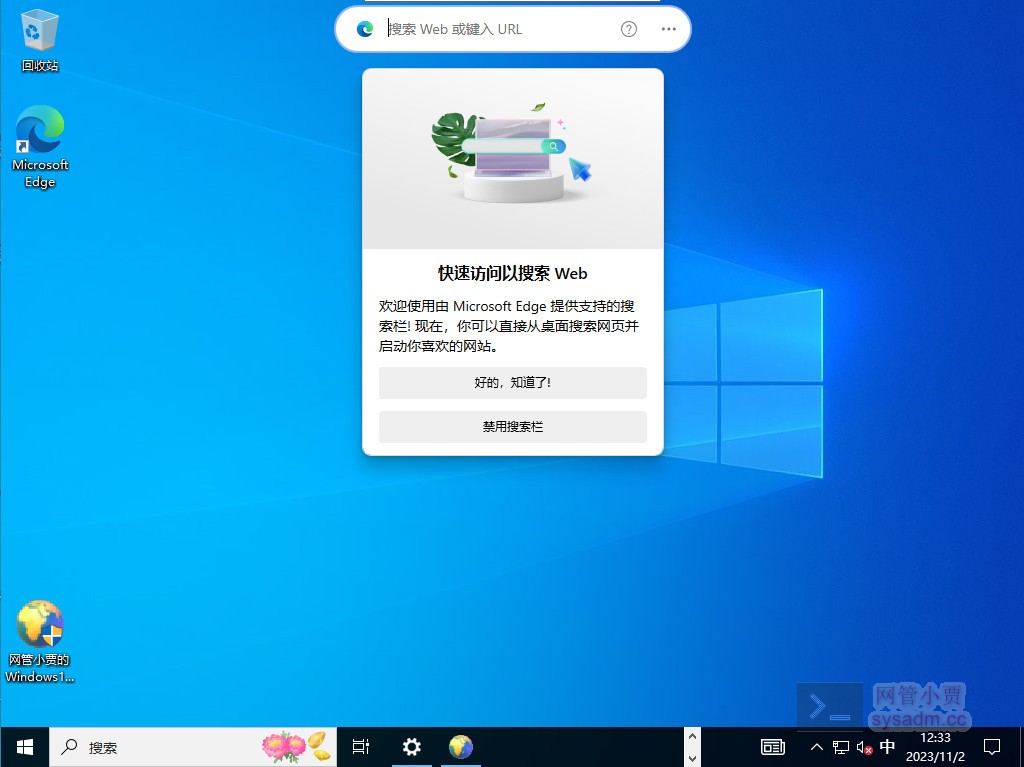 搜索 Web 或键入 URL
回收站
Microsoft
Edge
快速访问以搜索 Web
欢迎使用由 Microsoft Edge 提供支持的搜
索栏! 现在，你可以直接从桌面搜索网页并
启动你喜欢的网站。
好的，知道了!
禁用搜索栏
网管小贾的
Windows1...
网管小贾
sysadm.cc
搜索
中
12:33
2023/11/2